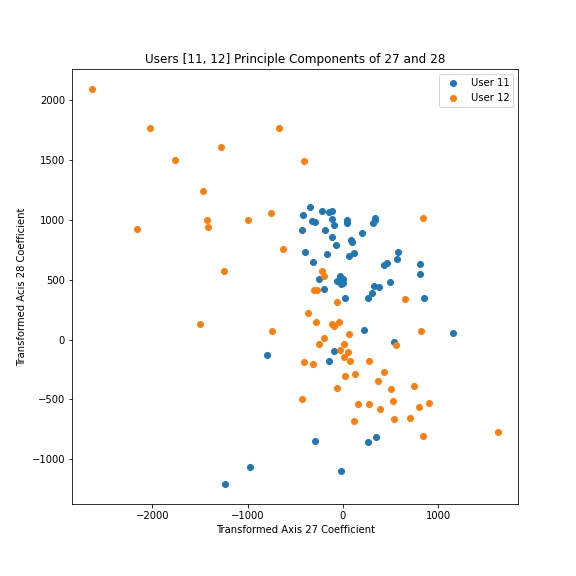 Users [11, 12] Principle Components of 27 and 28
User 11
User 12
2000
1500
1000
500
0
−500
−1000
Transformed Acis 28 Coefficient
−2000
−1000
0
1000
Transformed Axis 27 Coefficient